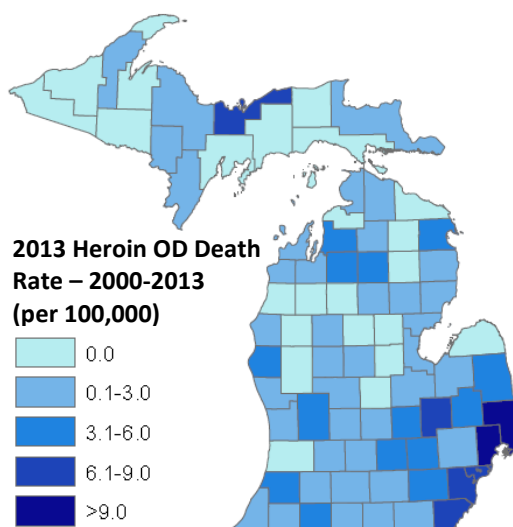 2013 Heroin OD Death
Rate – 2000-2013
(per 100,000)
0.0
0.1-3.0
3.1-6.0
6.1-9.0
>9.0